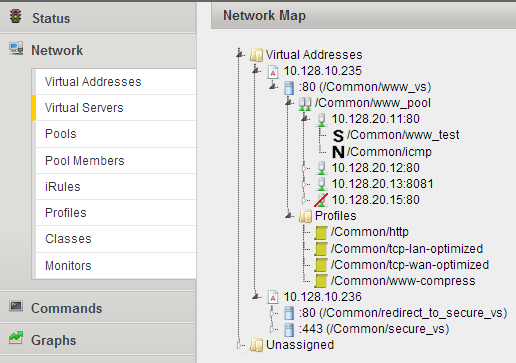 Status
Network
Virtual Addresses
Virtual Servers
Pools
Pool Members
iRules
Profiles
Classes
Monitors
Commands
Graphs
Network Map
Virtual Addresses
A 10.128.10.235
:80 (/Common/www_vs)
/Common/www_pool
10.128.20.11:80
S /Common/www_test
N /Common/icmp
10.128.20.12:80
10.128.20.13:8081
10.128.20.15:80
Profiles
/Common/http
/Common/tcp-lan-optimized
/Common/tcp-wan-optimized
/Common/www-compress
A 10.128.10.236
:80 (/Common/redirect_to_secure_vs)
:443 (/Common/secure_vs)
Unassigned